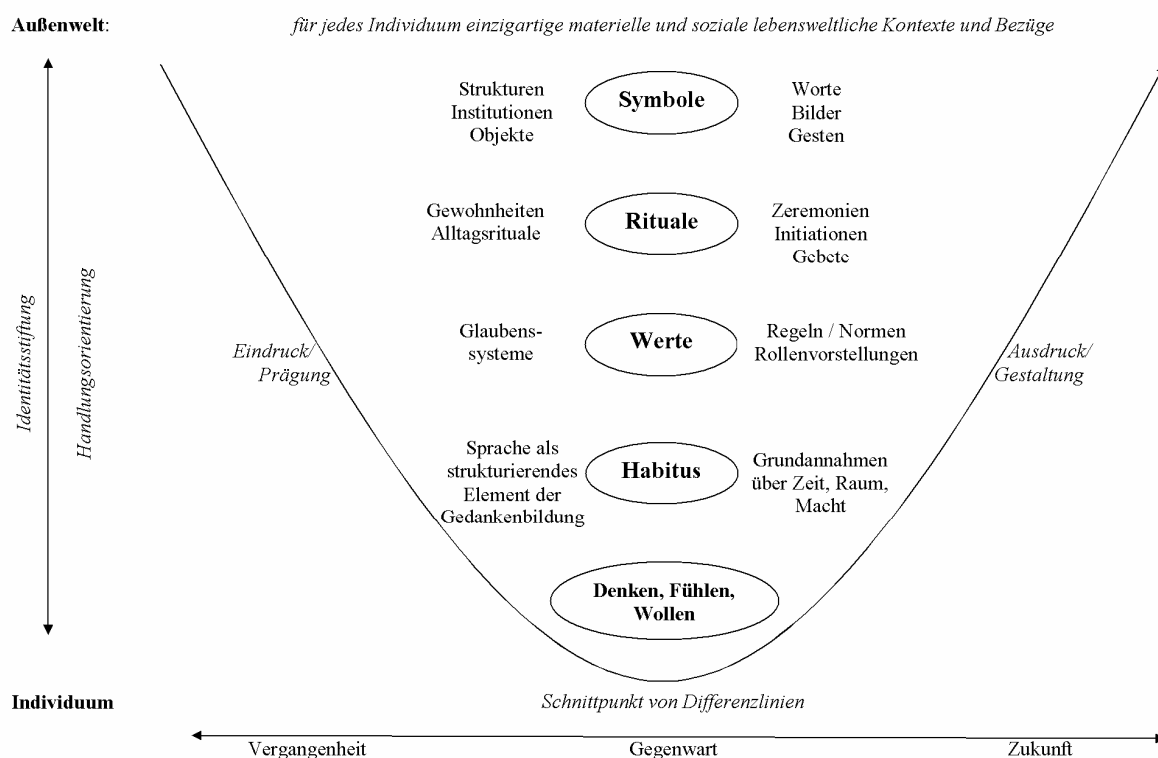 Außenwelt: für jedes Individuum einzigartige materielle und soziale lebensweltliche Kontexte und Bezüge
Strukturen
Institutionen
Objekte
Symbole
Worte
Bilder
Gesten
Gewohnheiten
Alltagsrituale
Rituale
Zeremonien
Initiationen
Gebete
Identitätsstiftung
Handlungsorientierung
Eindruck/
Prägung
Glaubens-
systeme
Werte
Regeln / Normen
Rollenvorstellungen
Ausdruck/
Gestaltung
Sprache als
strukturierendes
Element der
Gedankenbildung
Habitus
Grundannahmen
über Zeit, Raum,
Macht
Denken, Fühlen,
Wollen
Individuum
Schnittpunkt von Differenzlinien
Vergangenheit
Gegenwart
Zukunft